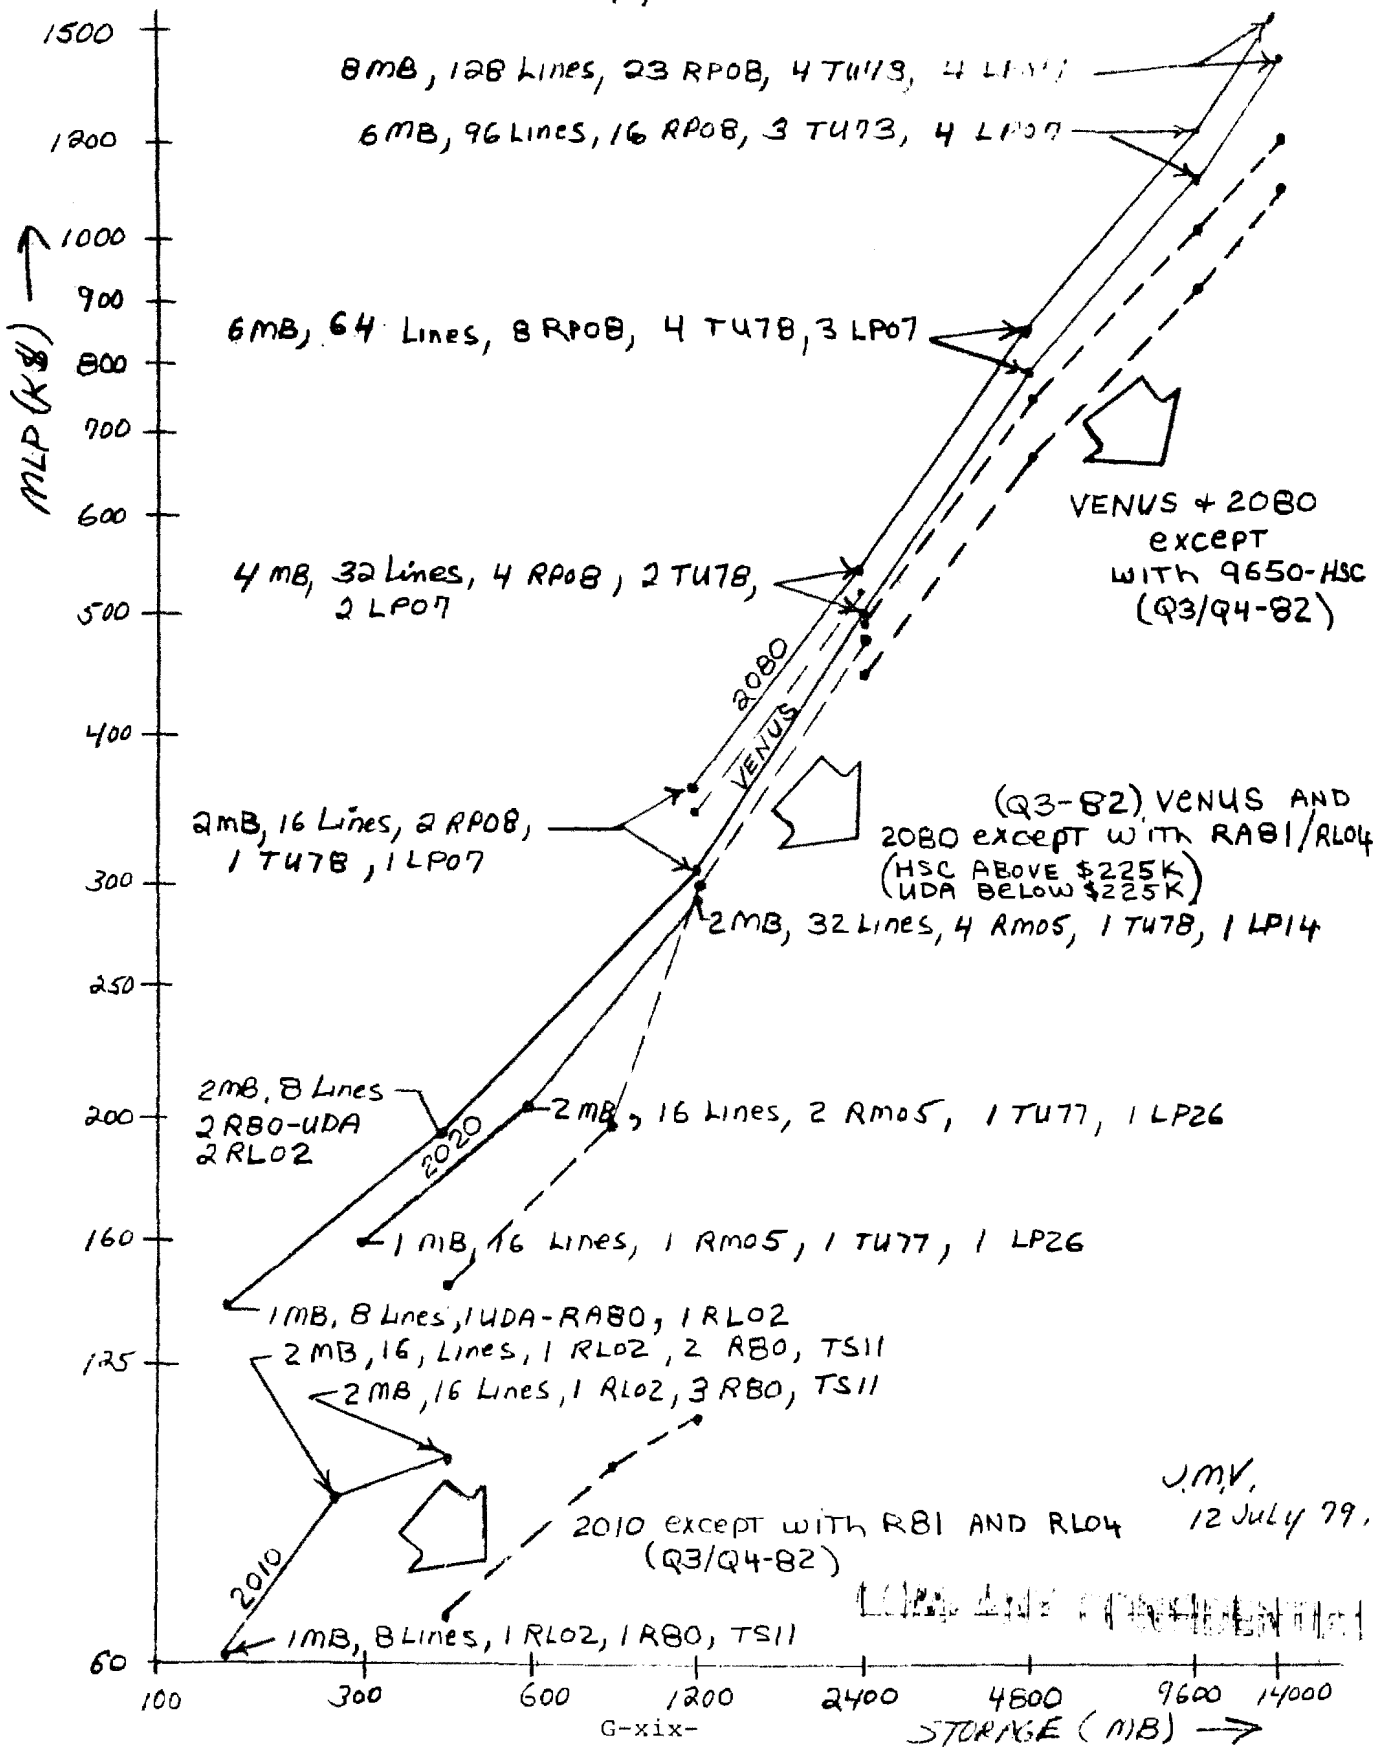 1500
8MB, 128 Lines, 23 RP08, 4
6MB, 96 Lines, 16 RP08, 3 TU73, 4 LP07
1200
1000
900
6MB, 64 Lines, 8 RP08, 4 TU78, 3 LP07
800
MLP (K$)
700
600
VENUS + 2080
except
WITH 9650-HSC
(Q3/Q4-82)
4 MB, 32 Lines, 4 RP08, 2 TU78,
2 LP07
500
2080
VENUS
400
(Q3-82) VENUS AND
2080 except WITH RA81/RL04
(HSC ABOVE $225K)
(UDA BELOW $225K)
2MB, 16 Lines, 2 RP08,
1 TU78, 1 LP07
300
2MB, 32 Lines, 4 RM05, 1 TU78, 1 LP14
250
2MB, 8 Lines
2 R80-UDA
2 RL02
200
2020
2MB, 16 Lines, 2 RM05, 1 TU77, 1 LP26
160
1 MB, 16 Lines, 1 RM05, 1 TU77, 1 LP26
1MB, 8 Lines, 1UDA-RA80, 1 RL02
2MB, 16, Lines, 1 RL02, 2 R80, TS11
125
2MB, 16 Lines, 1 RL02, 3 R80, TS11
J.M.V.
12 JULY 79.
2010 except WITH R81 AND RL04
(Q3/Q4-82)
2010
1MB, 8 Lines, 1 RL02, 1 R80, TS11
60
100 300 600 1200 2400 4800 9600 14000
G-xix-
STORAGE (MB)